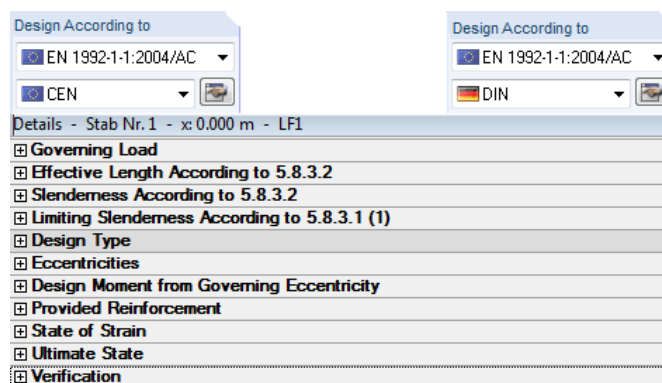 Design According to
EN 1992-1-1:2004/AC
CEN
Design According to
EN 1992-1-1:2004/AC
DIN
Details - Stab Nr. 1 - x: 0.000 m - LF1
Governing Load
Effective Length According to 5.8.3.2
Slenderness According to 5.8.3.2
Limiting Slenderness According to 5.8.3.1 (1)
Design Type
Eccentricities
Design Moment from Governing Eccentricity
Provided Reinforcement
State of Strain
Ultimate State
Verification